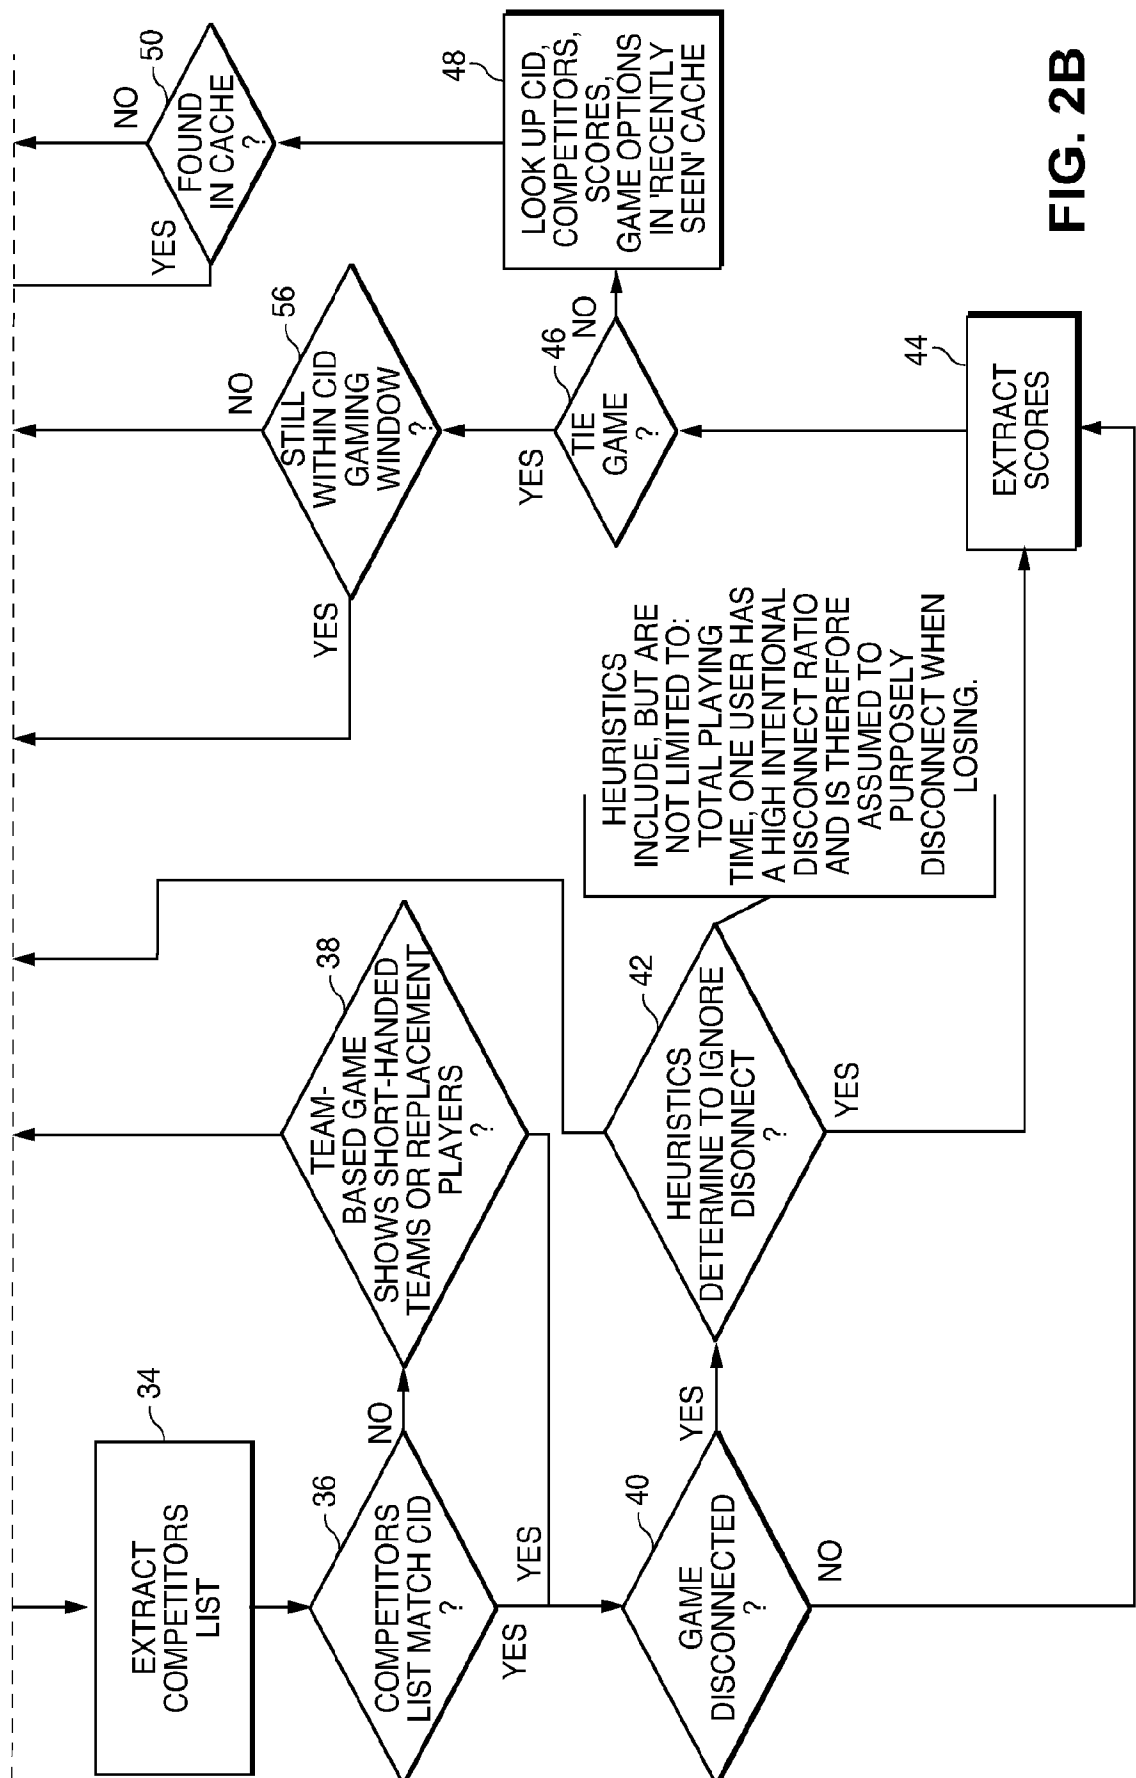 34
EXTRACT
COMPETITORS
LIST
36
COMPETITORS
LIST MATCH CID
?
NO
YES
YES
38
TEAM-
BASED GAME
SHOWS SHORT-HANDED
TEAMS OR REPLACEMENT
PLAYERS
?
40
GAME
DISCONNECTED
?
YES
NO
42
HEURISTICS
DETERMINE TO IGNORE
DISONNECT
?
YES
HEURISTICS
INCLUDE, BUT ARE
NOT LIMITED TO:
TOTAL PLAYING
TIME, ONE USER HAS
A HIGH INTENTIONAL
DISCONNECT RATIO
AND IS THEREFORE
ASSUMED TO
PURPOSELY
DISCONNECT WHEN
LOSING.
44
EXTRACT
SCORES
46
TIE
GAME
?
YES
NO
56
STILL
WITHIN CID
GAMING
WINDOW
?
YES
NO
48
LOOK UP CID,
COMPETITORS,
SCORES,
GAME OPTIONS
IN 'RECENTLY
SEEN' CACHE
50
FOUND
IN CACHE
?
YES
NO
FIG. 2B